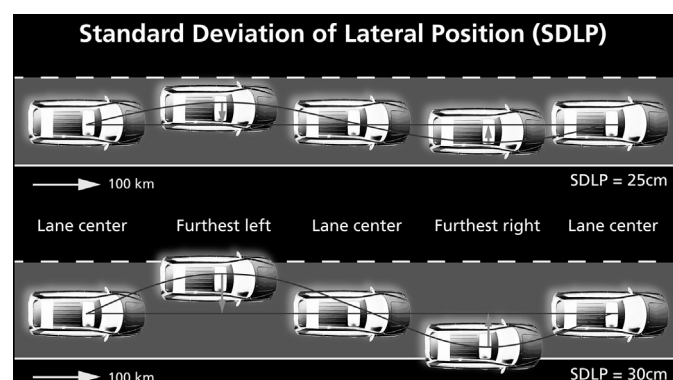 Standard Deviation of Lateral Position (SDLP)
100 km
SDLP = 25cm
Lane center
Furthest left
Lane center
Furthest right
Lane center
100 km
SDLP = 30cm